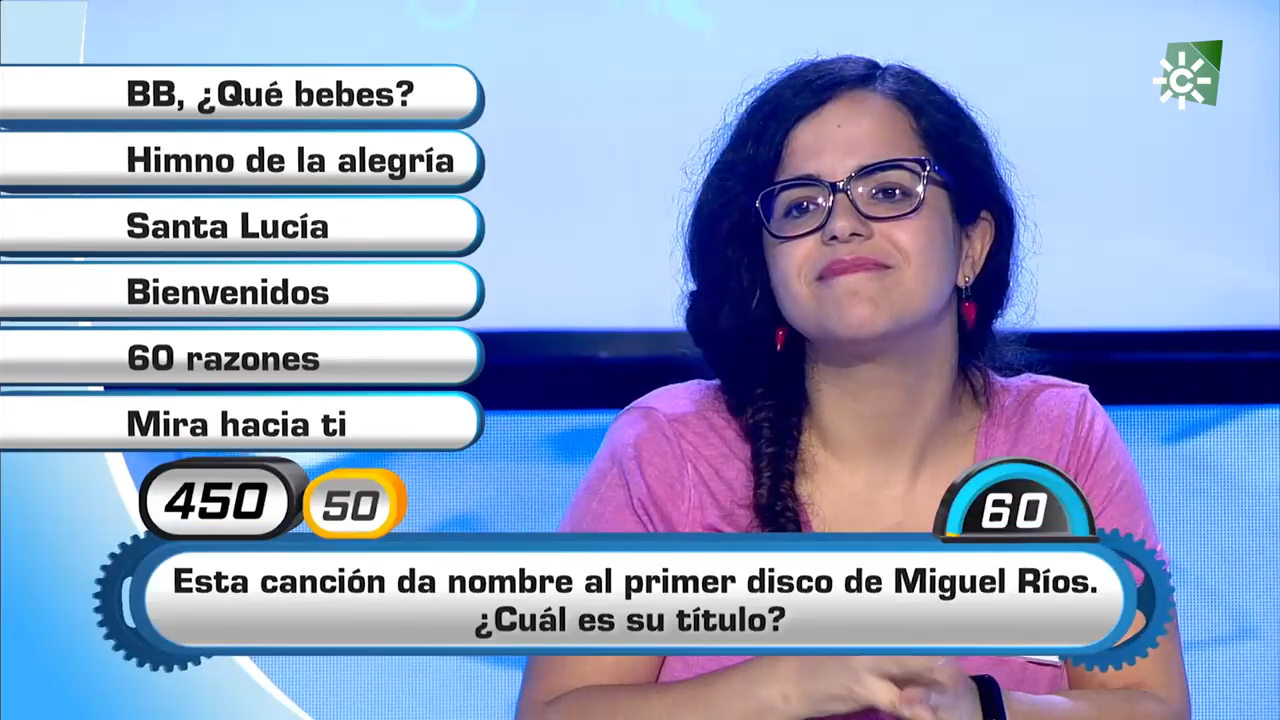 BB, ¿Qué bebes?
Himno de la alegría
Santa Lucía
Bienvenidos
60 razones
Mira hacia ti
450
50
60
Esta canción da nombre al primer disco de Miguel Ríos.
¿Cuál es su título?